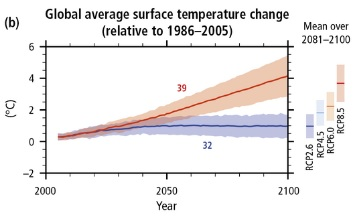 (b)
Global average surface temperature change
(relative to 1986–2005)
Mean over
2081–2100
6
4
2
0
−2
(°C)
39
32
2000
2050
2100
Year
RCP2.6
RCP4.5
RCP6.0
RCP8.5